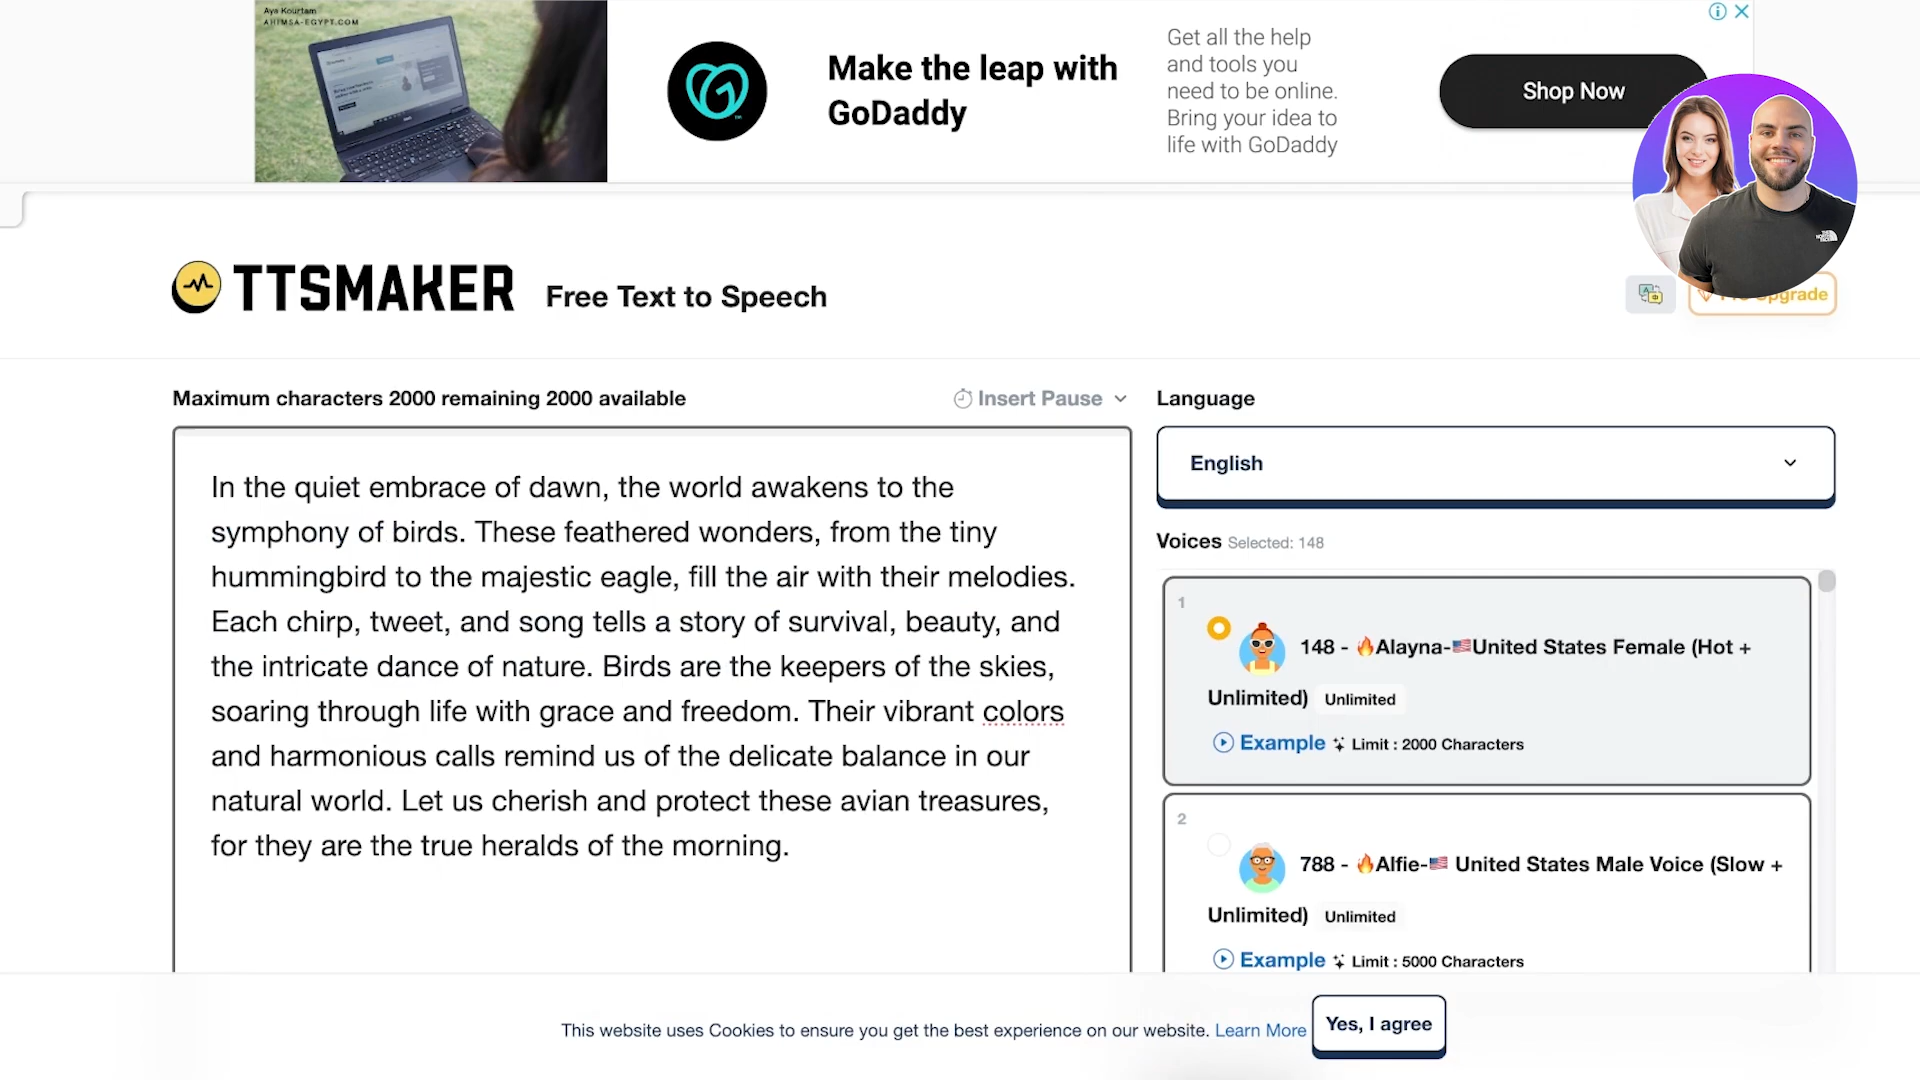 Aya Kourtam
AHIMSA-EGYPT.COM
Make the leap with
GoDaddy
Get all the help
and tools you
need to be online.
Bring your idea to
life with GoDaddy
Shop Now
TTSMAKER Free Text to Speech
Upgrade
Maximum characters 2000 remaining 2000 available
Insert Pause
In the quiet embrace of dawn, the world awakens to the
symphony of birds. These feathered wonders, from the tiny
hummingbird to the majestic eagle, fill the air with their melodies.
Each chirp, tweet, and song tells a story of survival, beauty, and
the intricate dance of nature. Birds are the keepers of the skies,
soaring through life with grace and freedom. Their vibrant colors
and harmonious calls remind us of the delicate balance in our
natural world. Let us cherish and protect these avian treasures,
for they are the true heralds of the morning.
Language
English
Voices Selected: 148
1
148 - 🔥Alayna-🇺🇸United States Female (Hot +
Unlimited) Unlimited
Example Limit : 2000 Characters
2
788 - 🔥Alfie-🇺🇸 United States Male Voice (Slow +
Unlimited) Unlimited
Example Limit : 5000 Characters
This website uses Cookies to ensure you get the best experience on our website. Learn More
Yes, I agree